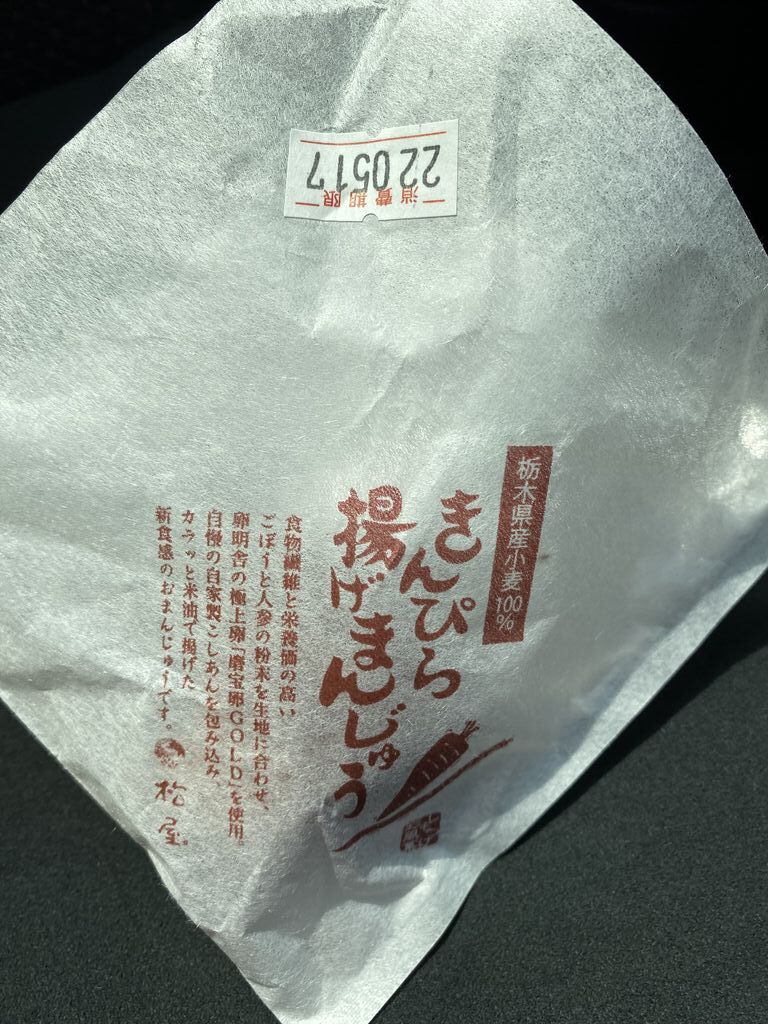 220517
消費期限
栃木県産小麦100%
きんぴら
揚げまんじゅう
食物繊維と栄養価の高い
ごぼうと人参の粉末を生地に合わせ、
卵明舎の極上卵「磨宝卵GOLD」を使用。
自慢の自家製こしあんを包み込み、
カラッと米油で揚げた
新食感のおまんじゅうです。
松屋